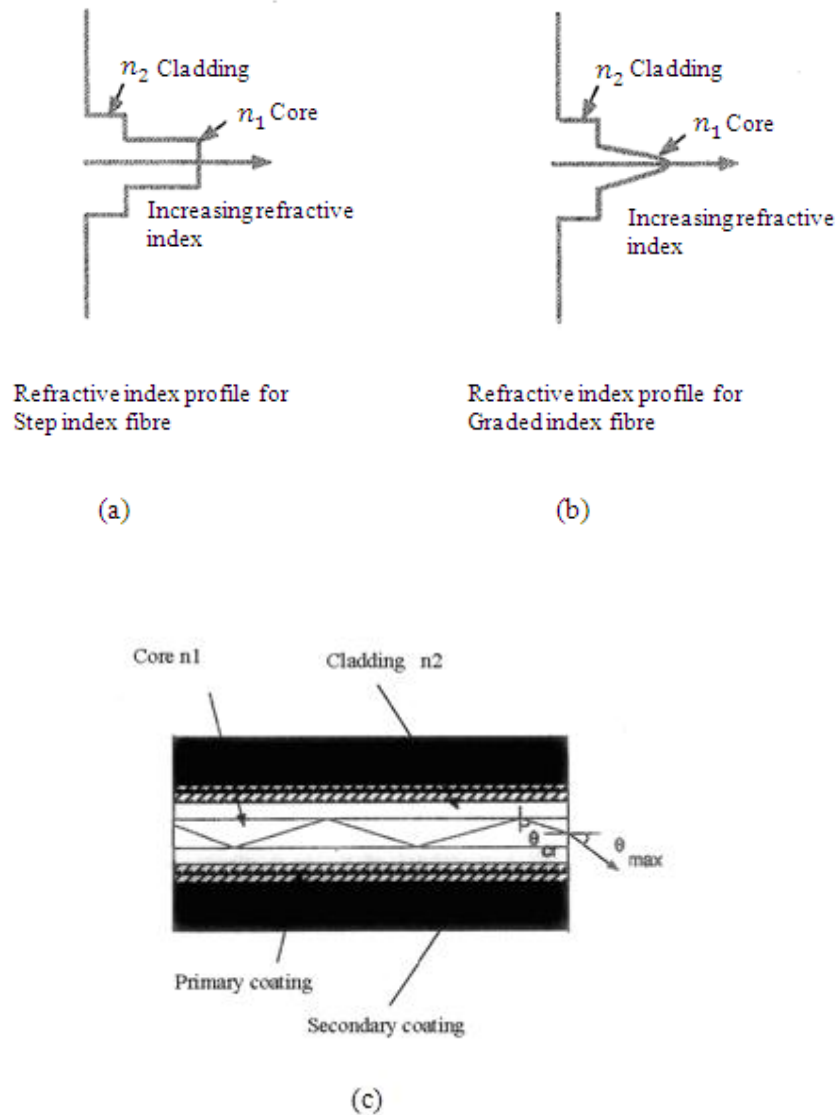 n₂ Cladding
n₁ Core
Increasing refractive
index
n₂ Cladding
n₁ Core
Increasing refractive
index
Refractive index profile for
Step index fibre
Refractive index profile for
Graded index fibre
(a)
(b)
Core n1
Cladding n2
θ cr
θ max
Primary coating
Secondary coating
(c)